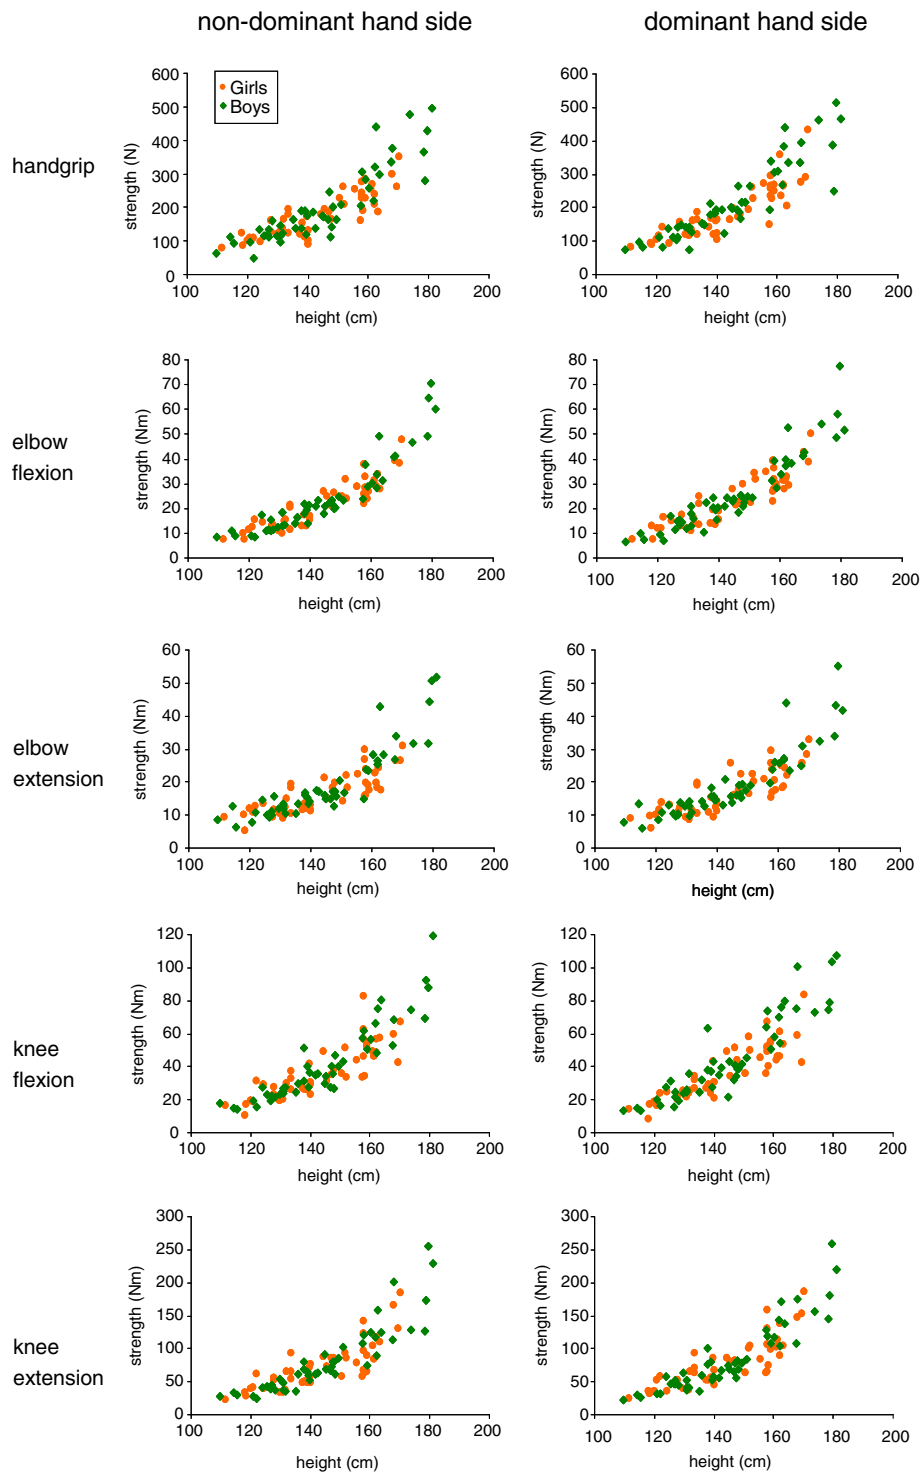 non-dominant hand side
dominant hand side
handgrip
strength (N)
600
500
400
300
200
100
0
100 120 140 160 180 200
height (cm)
Girls
Boys
strength (N)
600
500
400
300
200
100
0
100 120 140 160 180 200
height (cm)
elbow
flexion
strength (Nm)
80
70
60
50
40
30
20
10
0
100 120 140 160 180 200
height (cm)
strength (Nm)
80
70
60
50
40
30
20
10
0
100 120 140 160 180 200
height (cm)
elbow
extension
strength (Nm)
60
50
40
30
20
10
0
100 120 140 160 180 200
height (cm)
strength (Nm)
60
50
40
30
20
10
0
100 120 140 160 180 200
height (cm)
knee
flexion
strength (Nm)
120
100
80
60
40
20
0
100 120 140 160 180 200
height (cm)
strength (Nm)
120
100
80
60
40
20
0
100 120 140 160 180 200
height (cm)
knee
extension
strength (Nm)
300
250
200
150
100
50
0
100 120 140 160 180 200
height (cm)
strength (Nm)
300
250
200
150
100
50
0
100 120 140 160 180 200
height (cm)